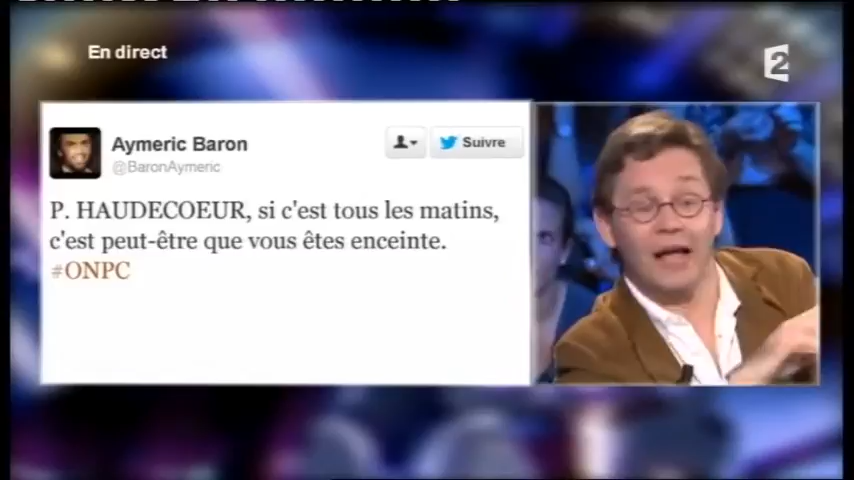 En direct
2
Aymeric Baron
@BaronAymeric
Suivre
P. HAUDECOEUR, si c'est tous les matins,
c'est peut-être que vous êtes enceinte.
#ONPC